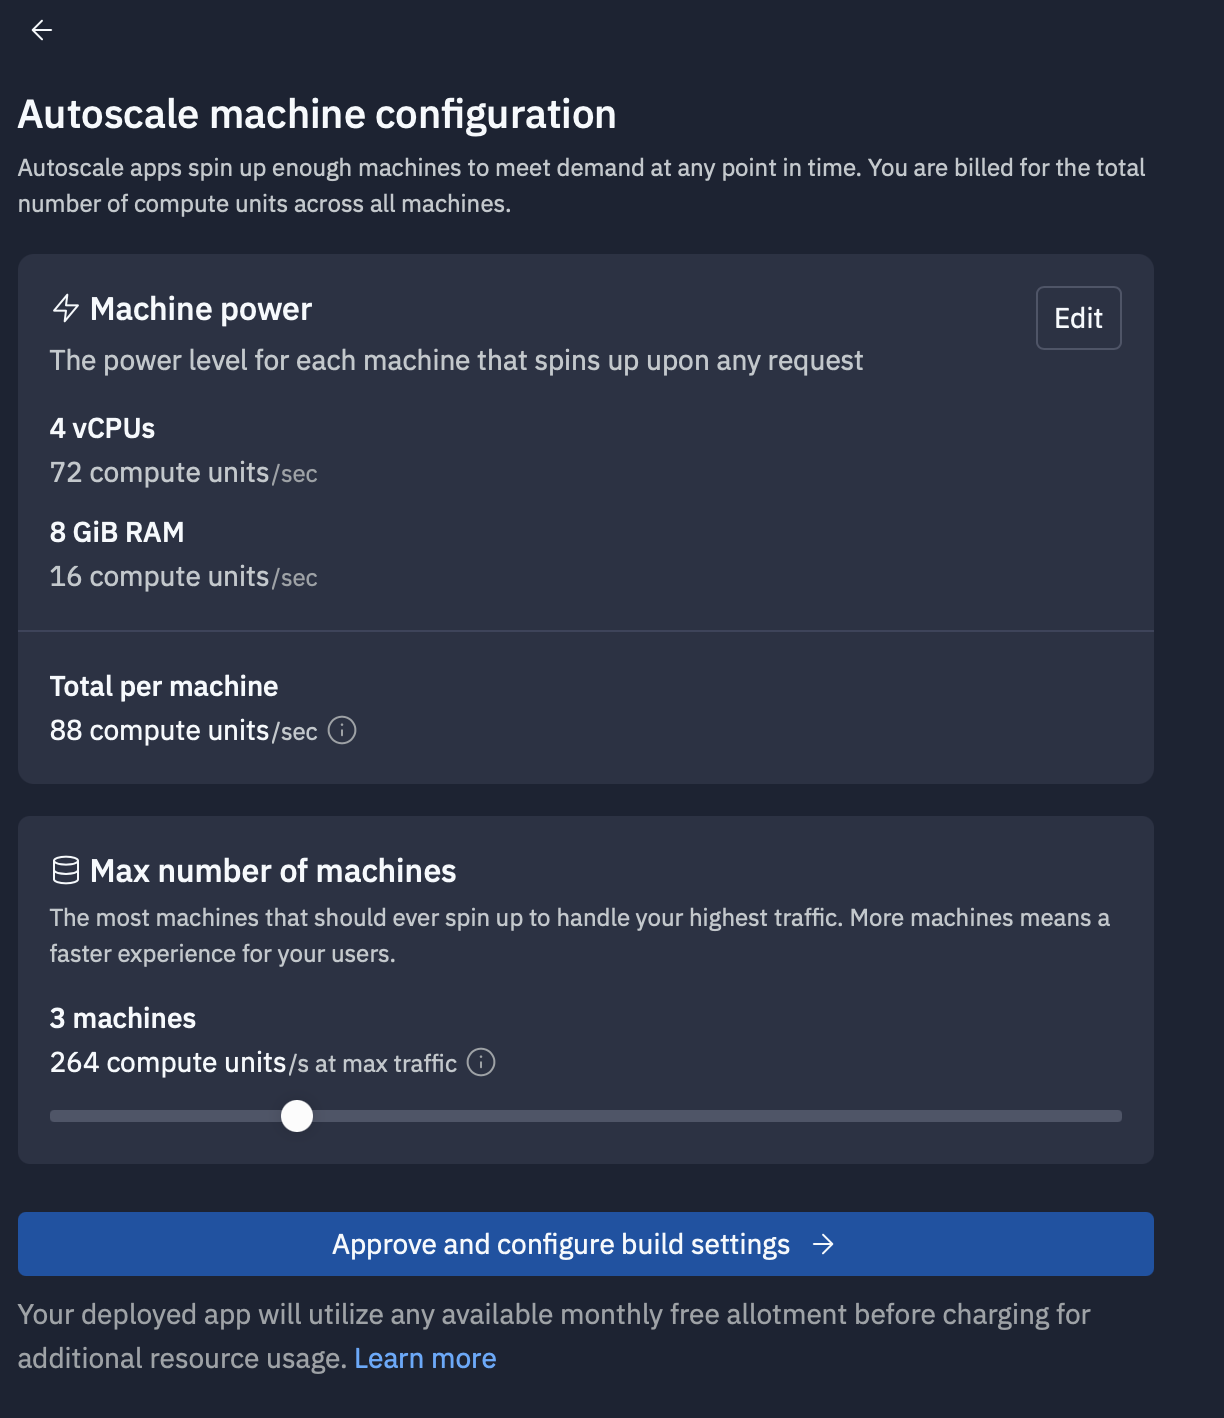 Autoscale machine configuration
Autoscale apps spin up enough machines to meet demand at any point in time. You are billed for the total
number of compute units across all machines.
Machine power
Edit
The power level for each machine that spins up upon any request
4 vCPUs
72 compute units/sec
8 GiB RAM
16 compute units/sec
Total per machine
88 compute units/sec
Max number of machines
The most machines that should ever spin up to handle your highest traffic. More machines means a
faster experience for your users.
3 machines
264 compute units/s at max traffic
Approve and configure build settings
Your deployed app will utilize any available monthly free allotment before charging for
additional resource usage. Learn more